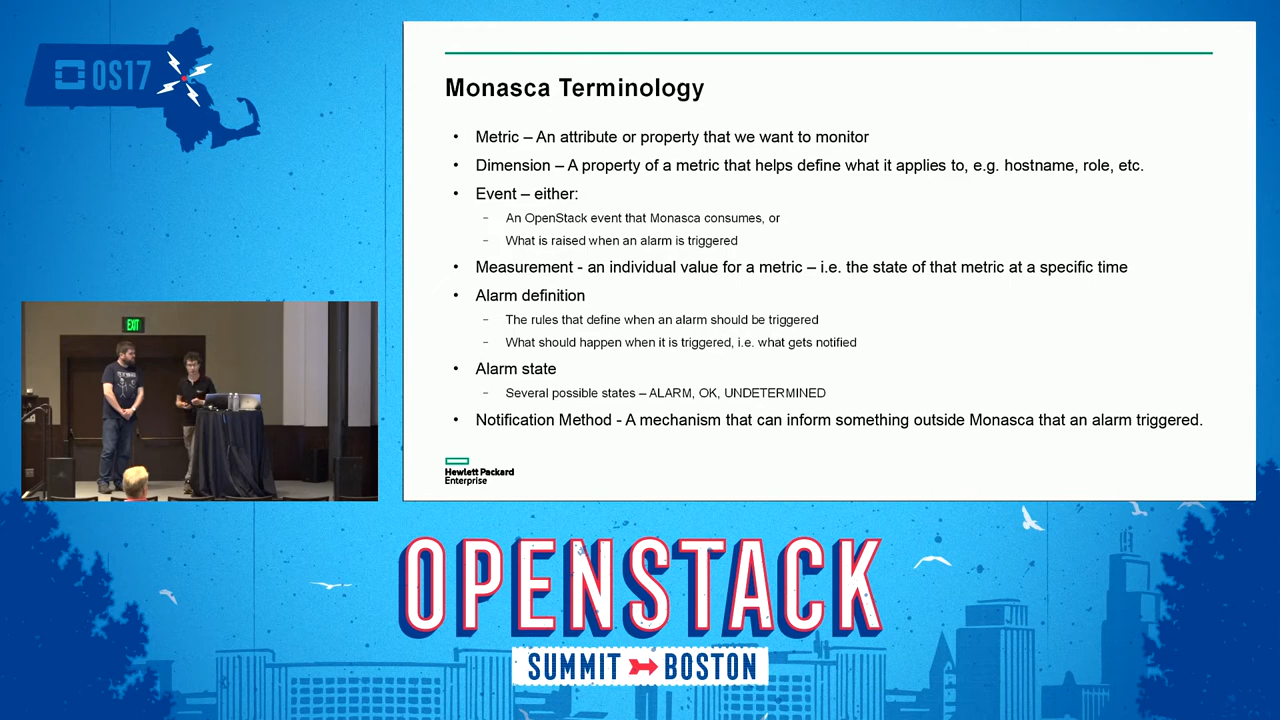 OS17
Monasca Terminology
• Metric – An attribute or property that we want to monitor
• Dimension – A property of a metric that helps define what it applies to, e.g. hostname, role, etc.
• Event – either:
– An OpenStack event that Monasca consumes, or
– What is raised when an alarm is triggered
• Measurement - an individual value for a metric – i.e. the state of that metric at a specific time
• Alarm definition
– The rules that define when an alarm should be triggered
– What should happen when it is triggered, i.e. what gets notified
• Alarm state
– Several possible states – ALARM, OK, UNDETERMINED
• Notification Method - A mechanism that can inform something outside Monasca that an alarm triggered.
Hewlett Packard
Enterprise
EXIT
OPENSTACK
SUMMIT BOSTON